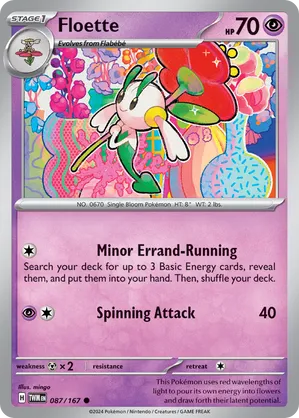 STAGE 1
Floette
HP 70
Evolves from Flabébé
NO. 0670 Single Bloom Pokémon HT: 8" WT: 2 lbs.
Minor Errand-Running
Search your deck for up to 3 Basic Energy cards, reveal
them, and put them into your hand. Then, shuffle your deck.
Spinning Attack 40
weakness × 2 resistance retreat
Illus. mingo
H TWM EN 087/167
This Pokémon uses red wavelengths of
light to pour its own energy into flowers
and draw forth their latent potential.
©2024 Pokémon / Nintendo / Creatures / GAME FREAK